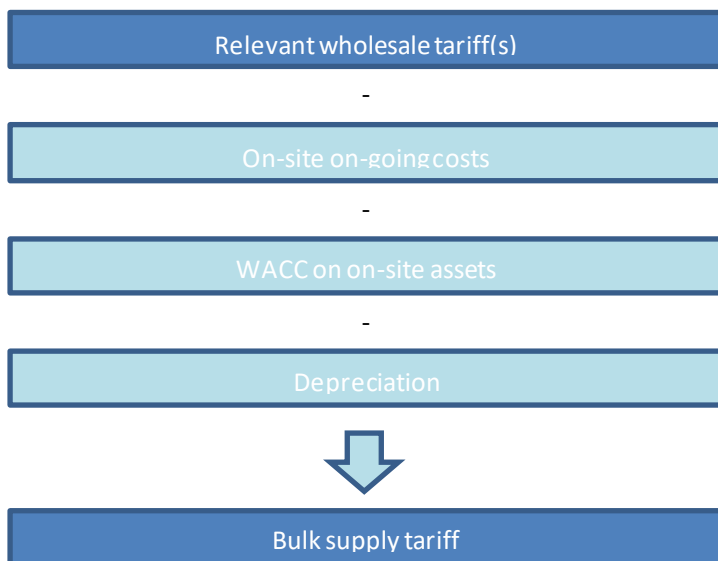 Relevant wholesale tariff(s)
-
On-site on-going costs
-
WACC on on-site assets
-
Depreciation
Bulk supply tariff